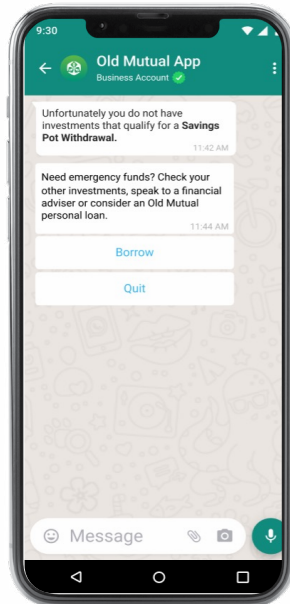 9:30
Old Mutual App
Business Account
Unfortunately you do not have
investments that qualify for a Savings
Pot Withdrawal.
11:42 AM
Need emergency funds? Check your
other investments, speak to a financial
adviser or consider an Old Mutual
personal loan.
11:44 AM
Borrow
Quit
Message